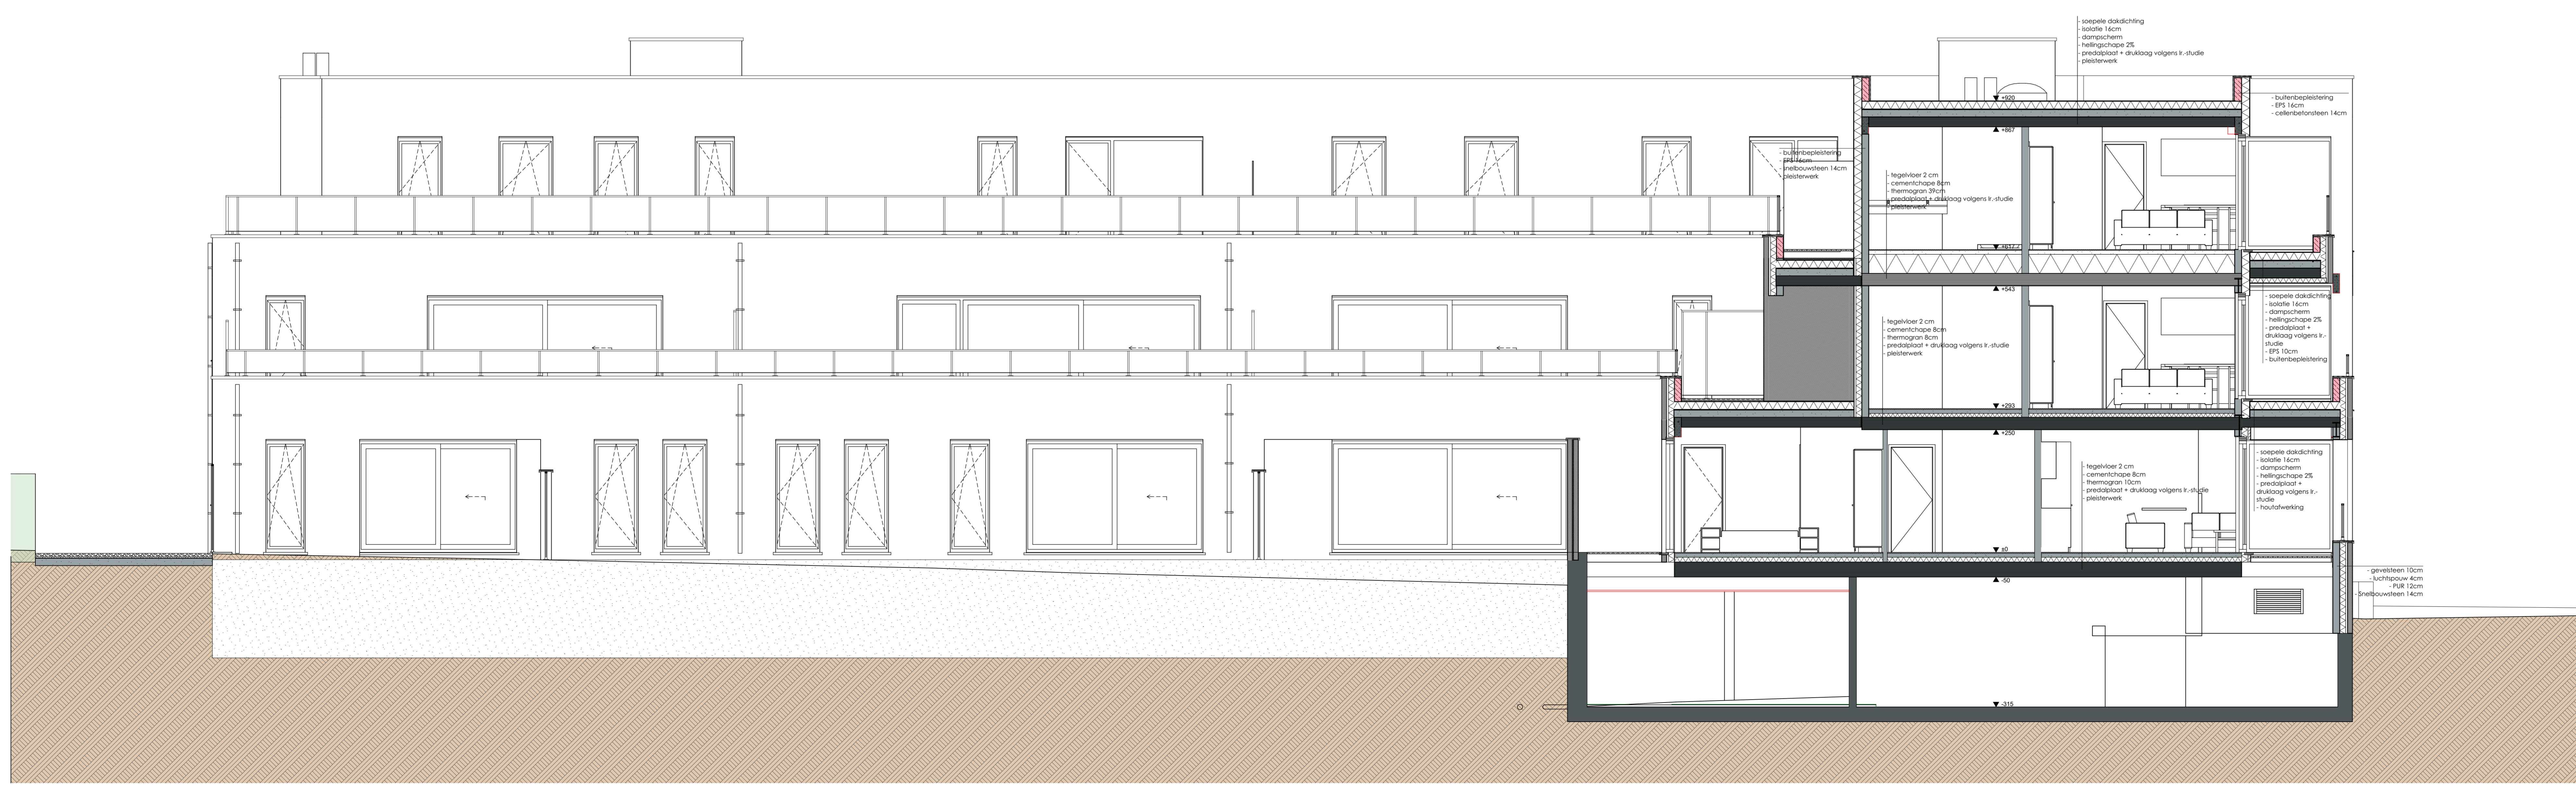 - soepele dakdichting
- isolatie 16cm
- dampscherm
- hellingschape 2%
- predalplaat + druklaag volgens Ir.-studie
- pleisterwerk
- buitenbepleistering
- EPS 16cm
- cellenbetonsteen 14cm
+920
+867
- buitenbepleistering
- EPS 16cm
- snelbouwsteen 14cm
- pleisterwerk
- tegelvloer 2 cm
- cementchape 8cm
- thermogran 39cm
- predalplaat + druklaag volgens Ir.-studie
- pleisterwerk
+617
+543
- soepele dakdichting
- isolatie 16cm
- dampscherm
- hellingschape 2%
- predalplaat +
druklaag volgens Ir.-
studie
- EPS 10cm
- buitenbepleistering
- tegelvloer 2 cm
- cementchape 8cm
- thermogran 8cm
- predalplaat + druklaag volgens Ir.-studie
- pleisterwerk
+293
+250
- soepele dakdichting
- isolatie 16cm
- dampscherm
- hellingschape 2%
- predalplaat +
druklaag volgens Ir.-
studie
- houtafwerking
- tegelvloer 2 cm
- cementchape 8cm
- thermogran 10cm
- predalplaat + druklaag volgens Ir.-studie
- pleisterwerk
±0
-50
- gevelsteen 10cm
- luchtspouw 4cm
- PUR 12cm
- Snelbouwsteen 14cm
-315